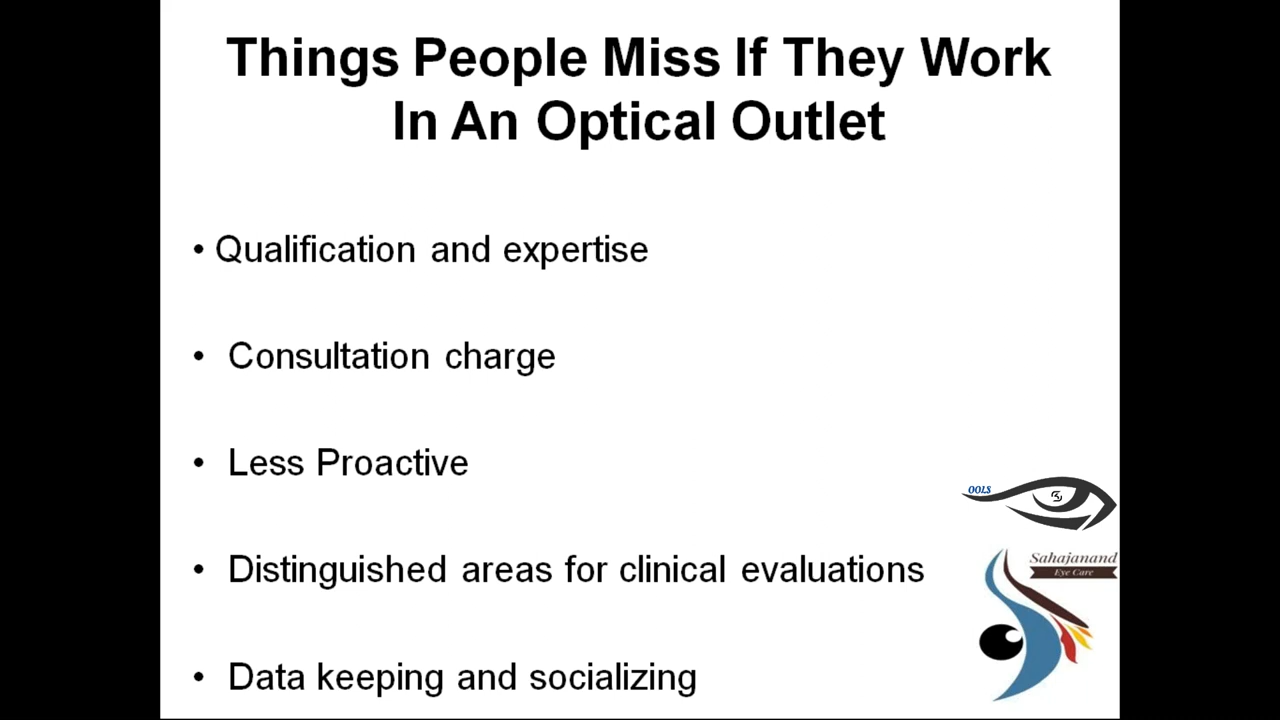 Things People Miss If They Work
In An Optical Outlet
• Qualification and expertise
• Consultation charge
• Less Proactive
• Distinguished areas for clinical evaluations
• Data keeping and socializing
OOLS
Sahajanand
Eye Care